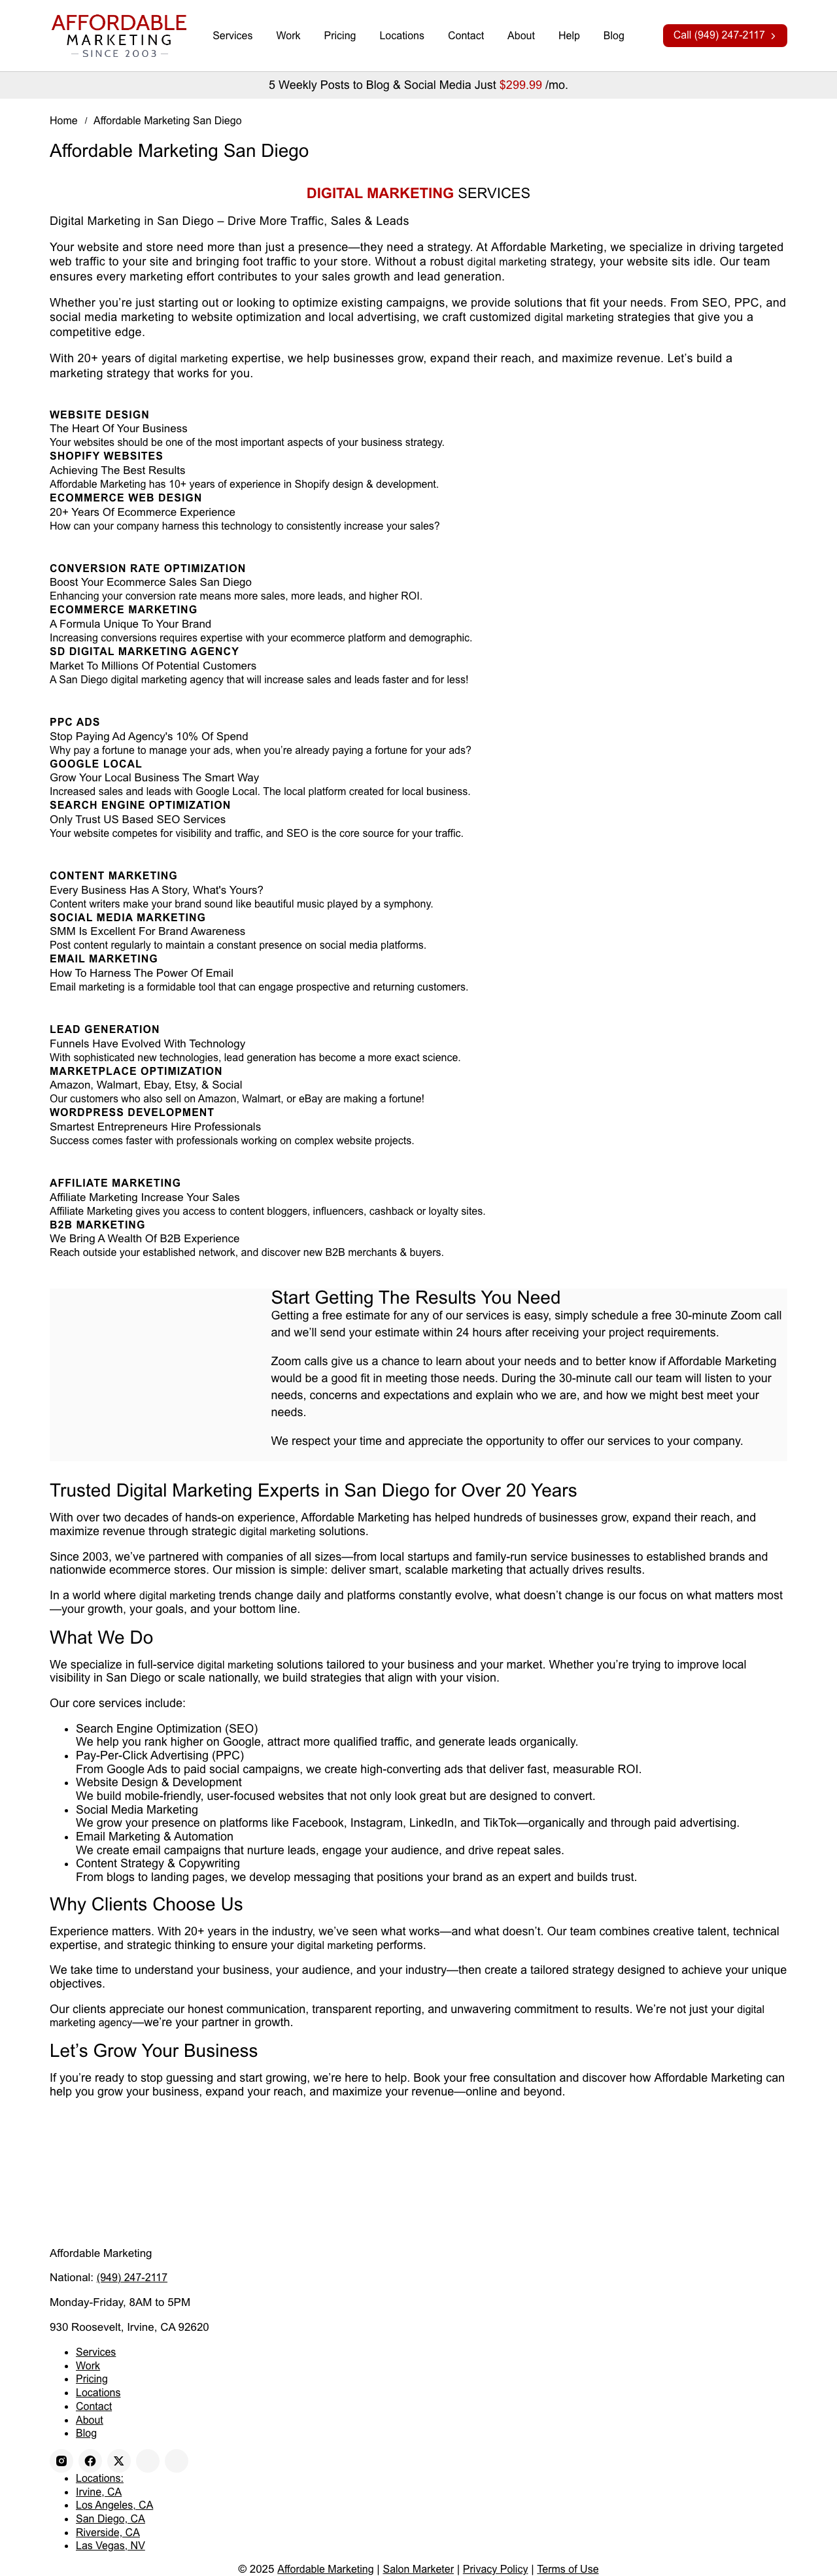 AFFORDABLE
MARKETING
SINCE 2003
Services Work Pricing Locations Contact About Help Blog
Call (949) 247-2117
5 Weekly Posts to Blog & Social Media Just $299.99 /mo.
Home / Affordable Marketing San Diego
Affordable Marketing San Diego
DIGITAL MARKETING SERVICES
Digital Marketing in San Diego – Drive More Traffic, Sales & Leads
Your website and store need more than just a presence—they need a strategy. At Affordable Marketing, we specialize in driving targeted
web traffic to your site and bringing foot traffic to your store. Without a robust digital marketing strategy, your website sits idle. Our team
ensures every marketing effort contributes to your sales growth and lead generation.
Whether you’re just starting out or looking to optimize existing campaigns, we provide solutions that fit your needs. From SEO, PPC, and
social media marketing to website optimization and local advertising, we craft customized digital marketing strategies that give you a
competitive edge.
With 20+ years of digital marketing expertise, we help businesses grow, expand their reach, and maximize revenue. Let’s build a
marketing strategy that works for you.
WEBSITE DESIGN
The Heart Of Your Business
Your websites should be one of the most important aspects of your business strategy.
SHOPIFY WEBSITES
Achieving The Best Results
Affordable Marketing has 10+ years of experience in Shopify design & development.
ECOMMERCE WEB DESIGN
20+ Years Of Ecommerce Experience
How can your company harness this technology to consistently increase your sales?
CONVERSION RATE OPTIMIZATION
Boost Your Ecommerce Sales San Diego
Enhancing your conversion rate means more sales, more leads, and higher ROI.
ECOMMERCE MARKETING
A Formula Unique To Your Brand
Increasing conversions requires expertise with your ecommerce platform and demographic.
SD DIGITAL MARKETING AGENCY
Market To Millions Of Potential Customers
A San Diego digital marketing agency that will increase sales and leads faster and for less!
PPC ADS
Stop Paying Ad Agency's 10% Of Spend
Why pay a fortune to manage your ads, when you’re already paying a fortune for your ads?
GOOGLE LOCAL
Grow Your Local Business The Smart Way
Increased sales and leads with Google Local. The local platform created for local business.
SEARCH ENGINE OPTIMIZATION
Only Trust US Based SEO Services
Your website competes for visibility and traffic, and SEO is the core source for your traffic.
CONTENT MARKETING
Every Business Has A Story, What's Yours?
Content writers make your brand sound like beautiful music played by a symphony.
SOCIAL MEDIA MARKETING
SMM Is Excellent For Brand Awareness
Post content regularly to maintain a constant presence on social media platforms.
EMAIL MARKETING
How To Harness The Power Of Email
Email marketing is a formidable tool that can engage prospective and returning customers.
LEAD GENERATION
Funnels Have Evolved With Technology
With sophisticated new technologies, lead generation has become a more exact science.
MARKETPLACE OPTIMIZATION
Amazon, Walmart, Ebay, Etsy, & Social
Our customers who also sell on Amazon, Walmart, or eBay are making a fortune!
WORDPRESS DEVELOPMENT
Smartest Entrepreneurs Hire Professionals
Success comes faster with professionals working on complex website projects.
AFFILIATE MARKETING
Affiliate Marketing Increase Your Sales
Affiliate Marketing gives you access to content bloggers, influencers, cashback or loyalty sites.
B2B MARKETING
We Bring A Wealth Of B2B Experience
Reach outside your established network, and discover new B2B merchants & buyers.
Start Getting The Results You Need
Getting a free estimate for any of our services is easy, simply schedule a free 30-minute Zoom call
and we’ll send your estimate within 24 hours after receiving your project requirements.
Zoom calls give us a chance to learn about your needs and to better know if Affordable Marketing
would be a good fit in meeting those needs. During the 30-minute call our team will listen to your
needs, concerns and expectations and explain who we are, and how we might best meet your
needs.
We respect your time and appreciate the opportunity to offer our services to your company.
Trusted Digital Marketing Experts in San Diego for Over 20 Years
With over two decades of hands-on experience, Affordable Marketing has helped hundreds of businesses grow, expand their reach, and
maximize revenue through strategic digital marketing solutions.
Since 2003, we’ve partnered with companies of all sizes—from local startups and family-run service businesses to established brands and
nationwide ecommerce stores. Our mission is simple: deliver smart, scalable marketing that actually drives results.
In a world where digital marketing trends change daily and platforms constantly evolve, what doesn’t change is our focus on what matters most
—your growth, your goals, and your bottom line.
What We Do
We specialize in full-service digital marketing solutions tailored to your business and your market. Whether you’re trying to improve local
visibility in San Diego or scale nationally, we build strategies that align with your vision.
Our core services include:
• Search Engine Optimization (SEO)
We help you rank higher on Google, attract more qualified traffic, and generate leads organically.
• Pay-Per-Click Advertising (PPC)
From Google Ads to paid social campaigns, we create high-converting ads that deliver fast, measurable ROI.
• Website Design & Development
We build mobile-friendly, user-focused websites that not only look great but are designed to convert.
• Social Media Marketing
We grow your presence on platforms like Facebook, Instagram, LinkedIn, and TikTok—organically and through paid advertising.
• Email Marketing & Automation
We create email campaigns that nurture leads, engage your audience, and drive repeat sales.
• Content Strategy & Copywriting
From blogs to landing pages, we develop messaging that positions your brand as an expert and builds trust.
Why Clients Choose Us
Experience matters. With 20+ years in the industry, we’ve seen what works—and what doesn’t. Our team combines creative talent, technical
expertise, and strategic thinking to ensure your digital marketing performs.
We take time to understand your business, your audience, and your industry—then create a tailored strategy designed to achieve your unique
objectives.
Our clients appreciate our honest communication, transparent reporting, and unwavering commitment to results. We’re not just your digital
marketing agency—we’re your partner in growth.
Let’s Grow Your Business
If you’re ready to stop guessing and start growing, we’re here to help. Book your free consultation and discover how Affordable Marketing can
help you grow your business, expand your reach, and maximize your revenue—online and beyond.
Affordable Marketing
National: (949) 247-2117
Monday-Friday, 8AM to 5PM
930 Roosevelt, Irvine, CA 92620
• Services
• Work
• Pricing
• Locations
• Contact
• About
• Blog
• Locations:
• Irvine, CA
• Los Angeles, CA
• San Diego, CA
• Riverside, CA
• Las Vegas, NV
© 2025 Affordable Marketing | Salon Marketer | Privacy Policy | Terms of Use